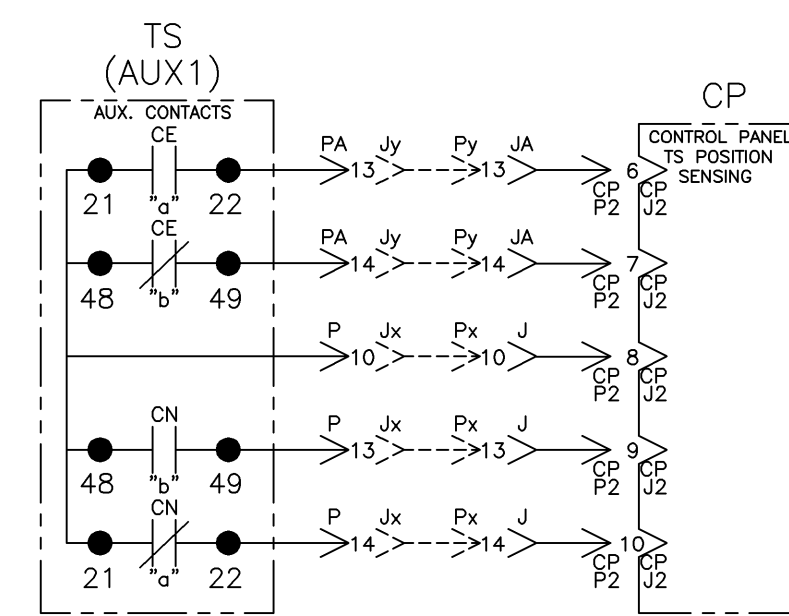 TS
(AUX1)
AUX. CONTACTS
CP
CONTROL PANEL
TS POSITION
SENSING
CE
21 "a" 22
PA 13 Jy Py 13 JA
6
CP P2 CP J2
CE
48 "b" 49
PA 14 Jy Py 14 JA
7
CP P2 CP J2
P 10 Jx Px 10 J
8
CP P2 CP J2
CN
48 "b" 49
P 13 Jx Px 13 J
9
CP P2 CP J2
CN
21 "a" 22
P 14 Jx Px 14 J
10
CP P2 CP J2